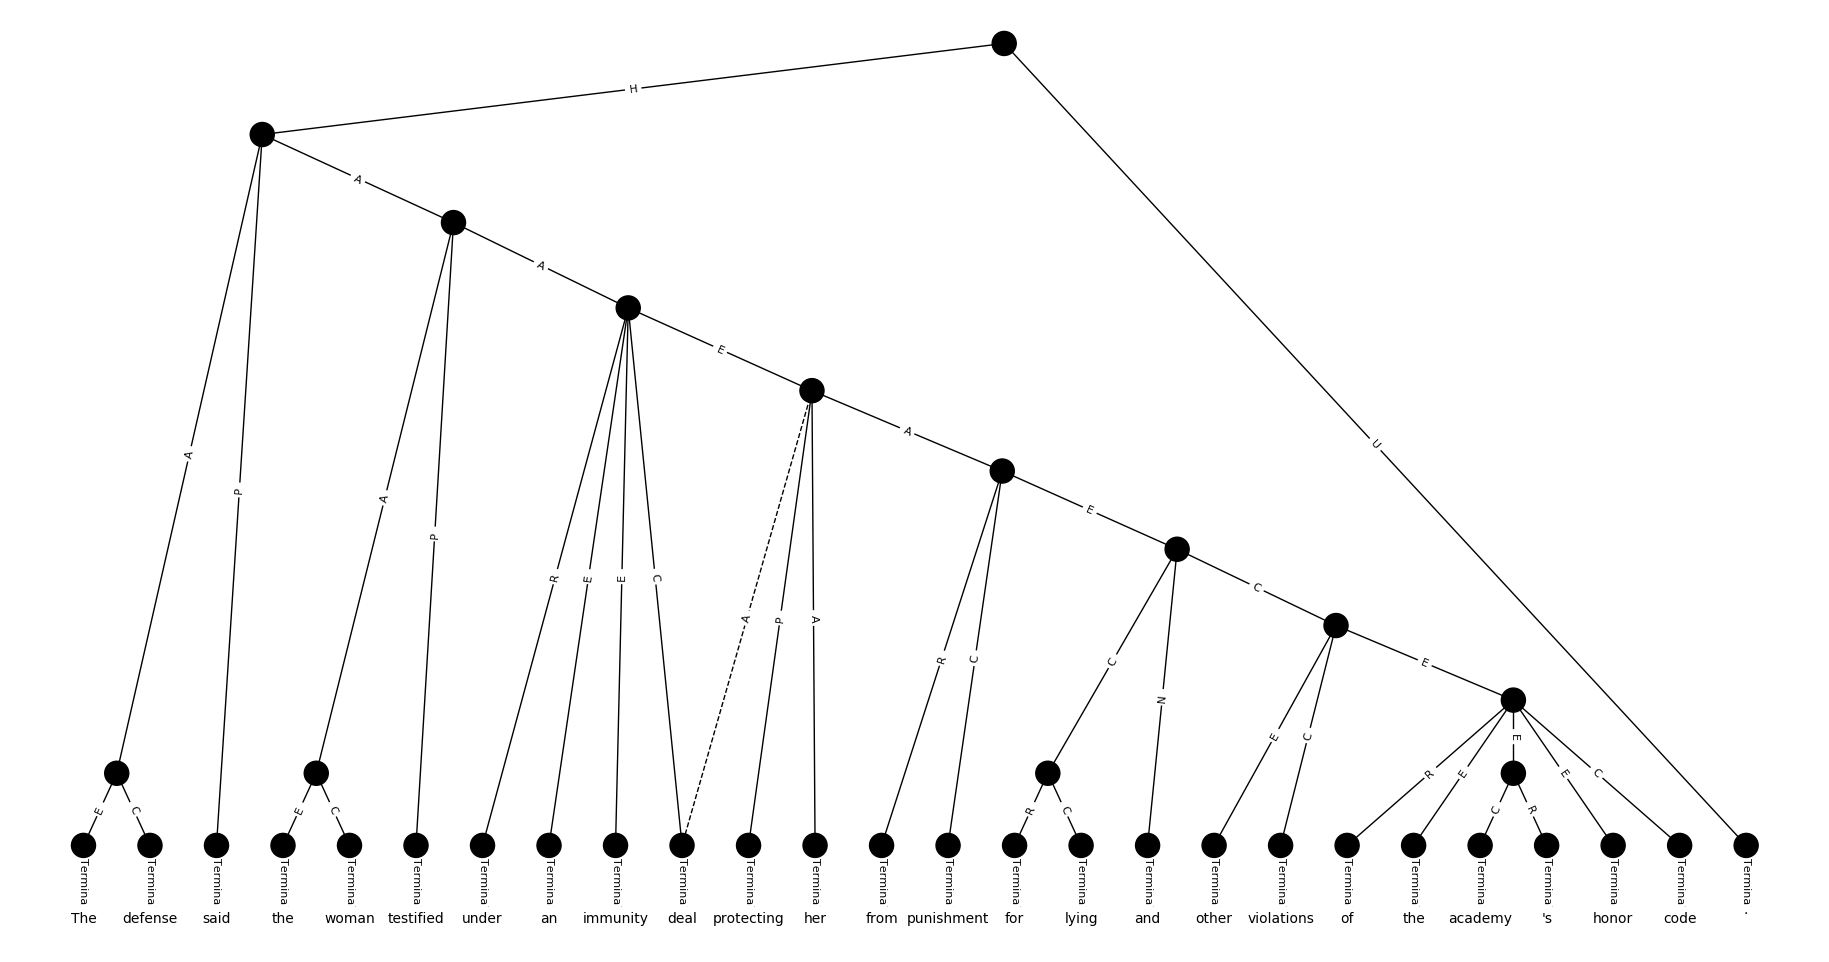 H
U
A
A
P
A
A
P
E
R
E
E
C
A
A
P
A
E
R
C
C
C
N
E
E
C
R
E
E
E
C
E C E C R C C R
Termina Termina Termina Termina Termina Termina Termina Termina Termina Termina Termina Termina Termina Termina Termina Termina Termina Termina Termina Termina Termina Termina Termina Termina Termina Termina
The defense said the woman testified under an immunity deal protecting her from punishment for lying and other violations of the academy 's honor code .